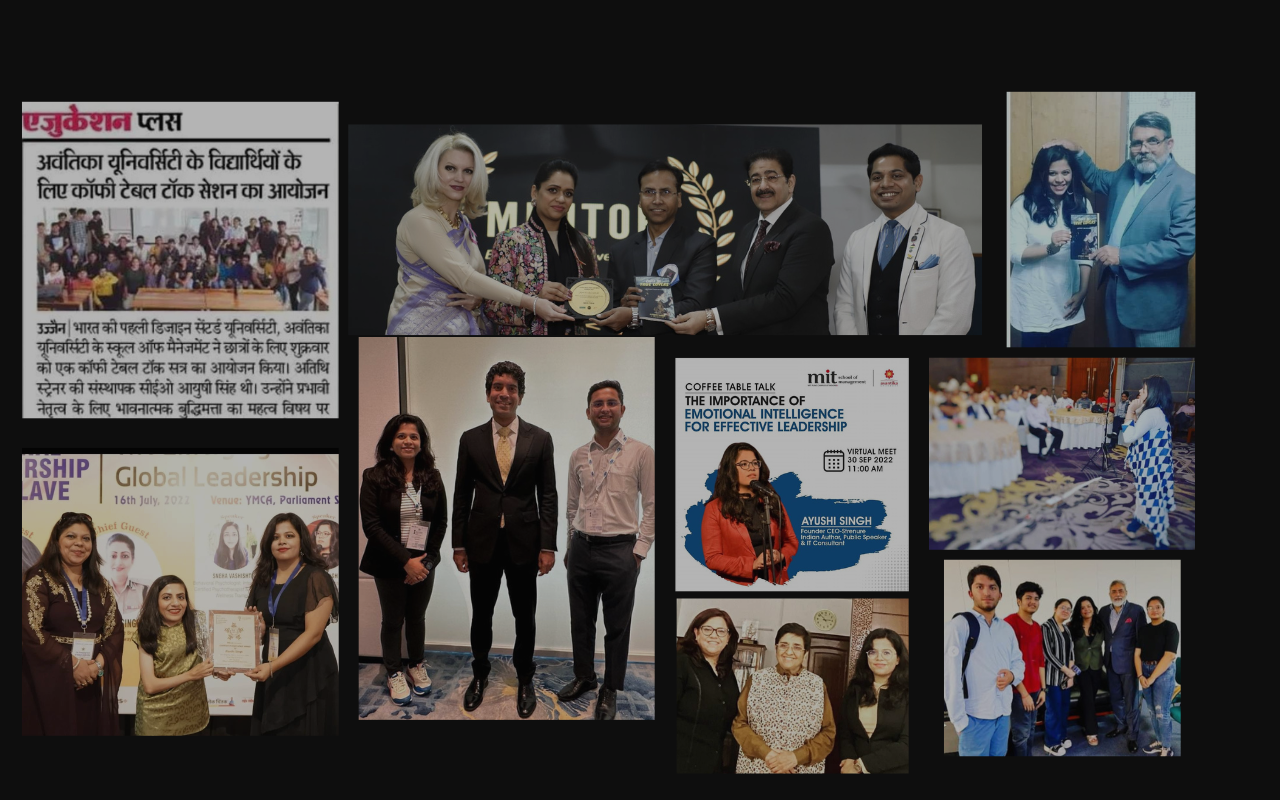 एजुकेशन प्लस
अवंतिका यूनिवर्सिटी के विद्यार्थियों के
लिए कॉफी टेबल टॉक सेशन का आयोजन
उज्जैन | भारत की पहली डिजाइन सेंटर्ड यूनिवर्सिटी, अवंतिका
यूनिवर्सिटी के स्कूल ऑफ मैनेजमेंट ने छात्रों के लिए शुक्रवार
को एक कॉफी टेबल टॉक सत्र का आयोजन किया। अतिथि
स्ट्रेनर की संस्थापक सीईओ आयुषी सिंह थी। उन्होंने प्रभावी
नेतृत्व के लिए भावनात्मक बुद्धिमत्ता का महत्व विषय पर
MENTOR
mit school of
management
avantika
COFFEE TABLE TALK
THE IMPORTANCE OF
EMOTIONAL INTELLIGENCE
FOR EFFECTIVE LEADERSHIP
VIRTUAL MEET
30 SEP 2022
11:00 AM
AYUSHI SINGH
Founder CEO-Strenure
Indian Author, Public Speaker
& IT Consultant
RSHIP
LAVE
Global Leadership
16th July, 2022
Venue: YMCA, Parliament S
Chief Guest
SNEHA VASHISHTH
SINGH